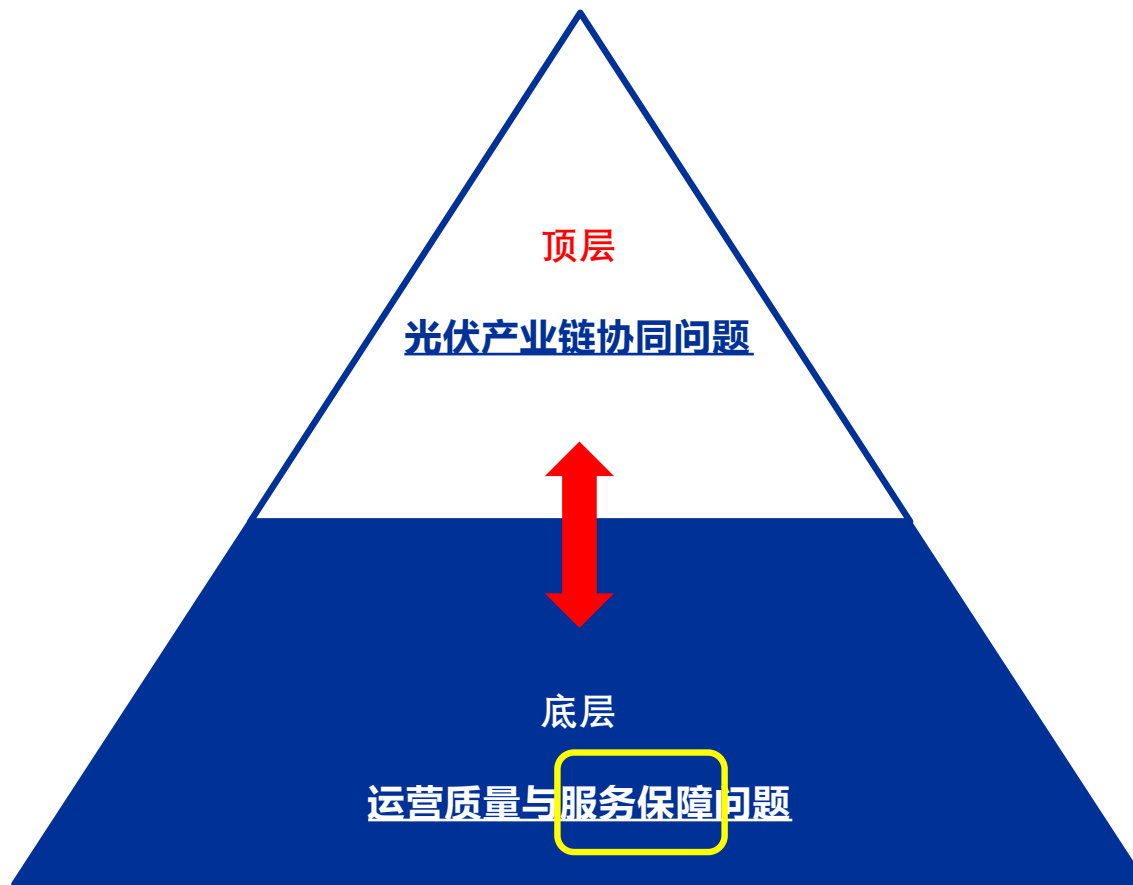 顶层
光伏产业链协同问题
底层
运营质量与服务保障问题